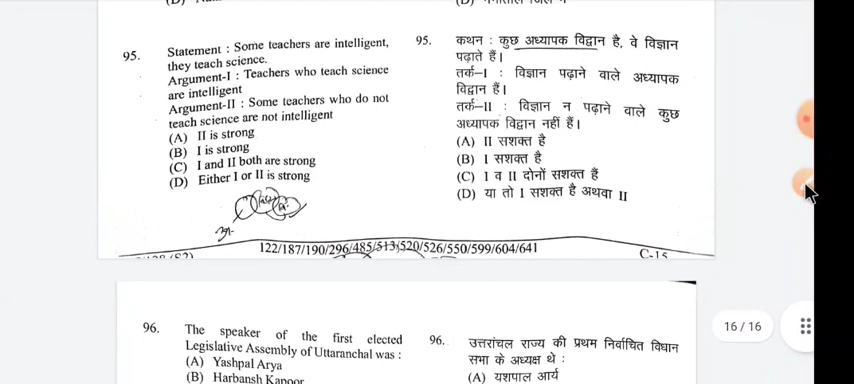 95. Statement : Some teachers are intelligent,
they teach science.
Argument-I : Teachers who teach science
are intelligent
Argument-II : Some teachers who do not
teach science are not intelligent
(A) II is strong
(B) I is strong
(C) I and II both are strong
(D) Either I or II is strong
95. कथन : कुछ अध्यापक विद्वान है, वे विज्ञान
पढ़ाते हैं।
तर्क–I : विज्ञान पढ़ाने वाले अध्यापक
विद्वान हैं।
तर्क–II : विज्ञान न पढ़ाने वाले कुछ
अध्यापक विद्वान नहीं हैं।
(A) II सशक्त है
(B) I सशक्त है
(C) I व II दोनों सशक्त हैं
(D) या तो I सशक्त है अथवा II
122/187/190/296/485/513/520/526/550/599/604/641
C-15
16 / 16
96. The speaker of the first elected
Legislative Assembly of Uttaranchal was :
(A) Yashpal Arya
(B) Harbansh Kapoor
96. उत्तरांचल राज्य की प्रथम निर्वाचित विधान
सभा के अध्यक्ष थे :
(A) यशपाल आर्य